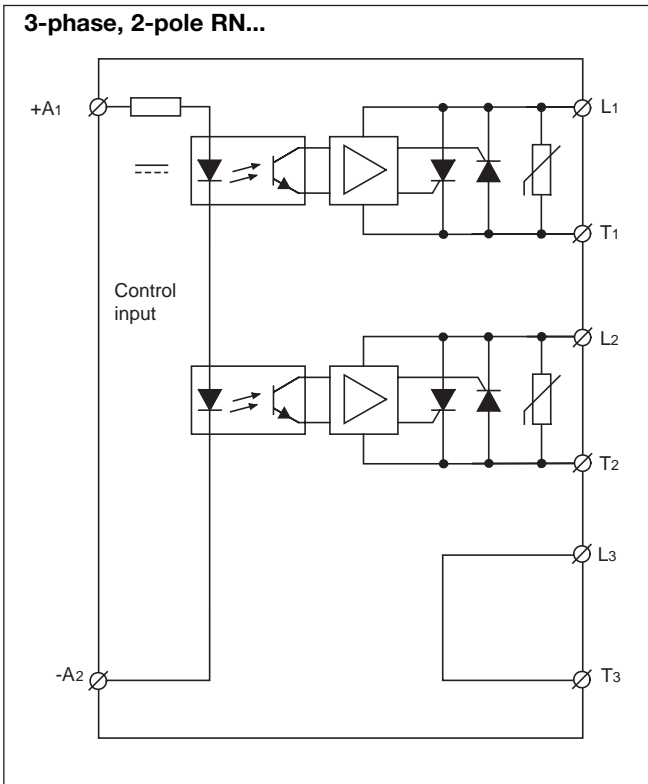 3-phase, 2-pole RN...
+A1
L1
T1
Control
input
L2
T2
L3
-A2
T3